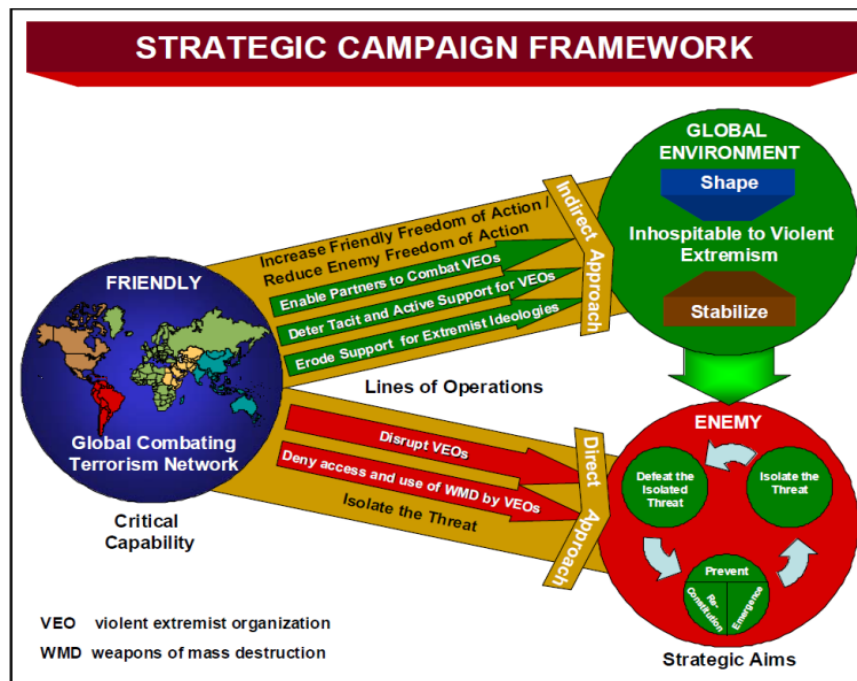 STRATEGIC CAMPAIGN FRAMEWORK
GLOBAL
ENVIRONMENT
Shape
Inhospitable to Violent
Extremism
Stabilize
Indirect Approach
Increase Friendly Freedom of Action /
Reduce Enemy Freedom of Action
Enable Partners to Combat VEOs
Deter Tacit and Active Support for VEOs
Erode Support for Extremist Ideologies
FRIENDLY
Global Combating
Terrorism Network
Critical
Capability
Lines of Operations
Disrupt VEOs
Deny access and use of WMD by VEOs
Isolate the Threat
Direct Approach
ENEMY
Defeat the
Isolated
Threat
Isolate the
Threat
Prevent
Re-
Constitution
Emergence
Strategic Aims
VEO violent extremist organization
WMD weapons of mass destruction